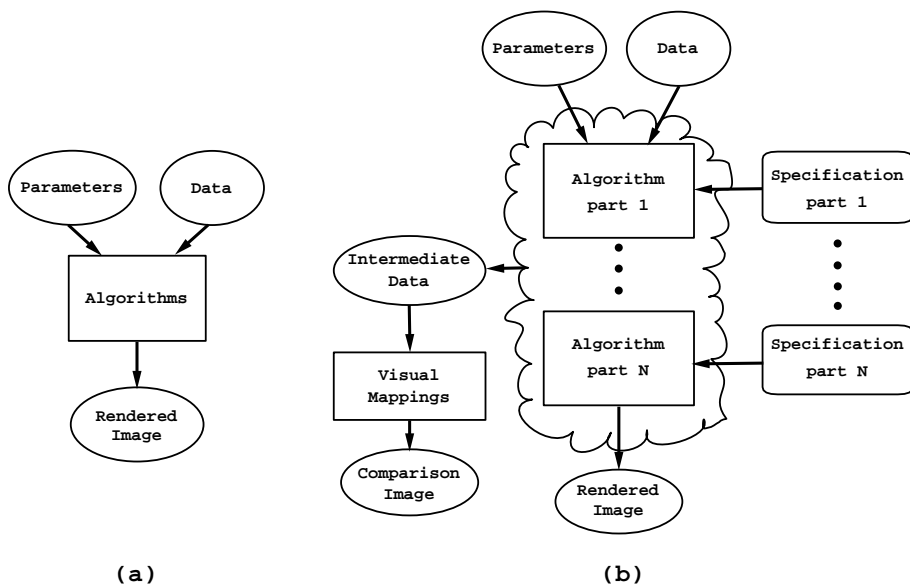 Parameters
Data
Algorithms
Rendered
Image
(a)
Parameters
Data
Algorithm
part 1
Specification
part 1
Intermediate
Data
Algorithm
part N
Specification
part N
Visual
Mappings
Comparison
Image
Rendered
Image
(b)